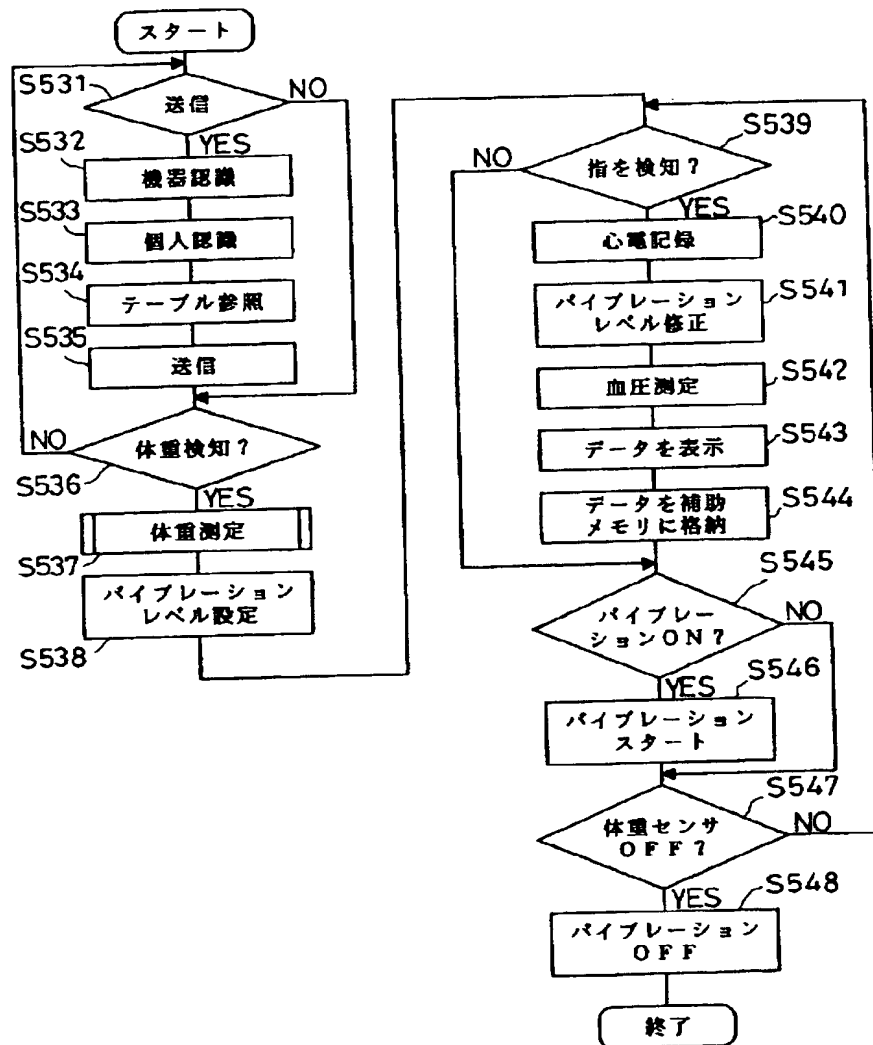 スタート
S531
送信
NO
YES
S532
機器認識
S533
個人認識
S534
テーブル参照
S535
送信
NO
体重検知?
S536
YES
体重測定
S537
バイブレーション
レベル設定
S538
S539
NO
指を検知?
YES
S540
心電記録
バイブレーション
レベル修正
S541
血圧測定
S542
データを表示
S543
データを補助
メモリに格納
S544
S545
バイブレー
ションON?
NO
YES
S546
バイブレーション
スタート
S547
体重センサ
OFF?
NO
YES
S548
バイブレーション
OFF
終了